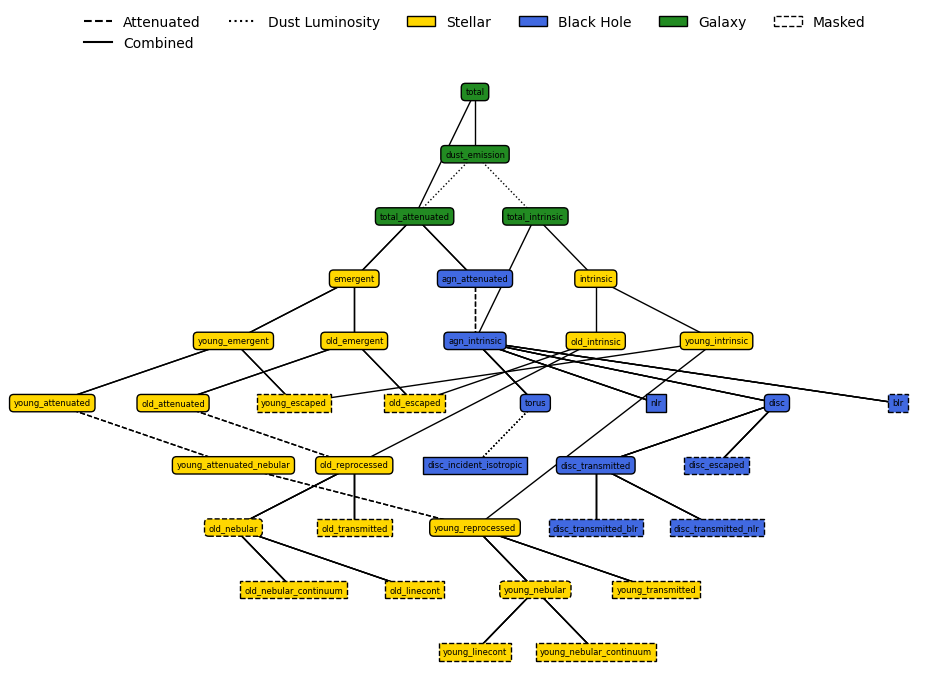 Attenuated Dust Luminosity Stellar Black Hole Galaxy Masked
Combined
total
dust_emission
total_attenuated total_intrinsic
emergent agn_attenuated intrinsic
young_emergent old_emergent agn_intrinsic old_intrinsic young_intrinsic
young_attenuated old_attenuated young_escaped old_escaped torus nlr disc blr
young_attenuated_nebular old_reprocessed disc_incident_isotropic disc_transmitted disc_escaped
old_nebular old_transmitted young_reprocessed disc_transmitted_blr disc_transmitted_nlr
old_nebular_continuum old_linecont young_nebular young_transmitted
young_linecont young_nebular_continuum